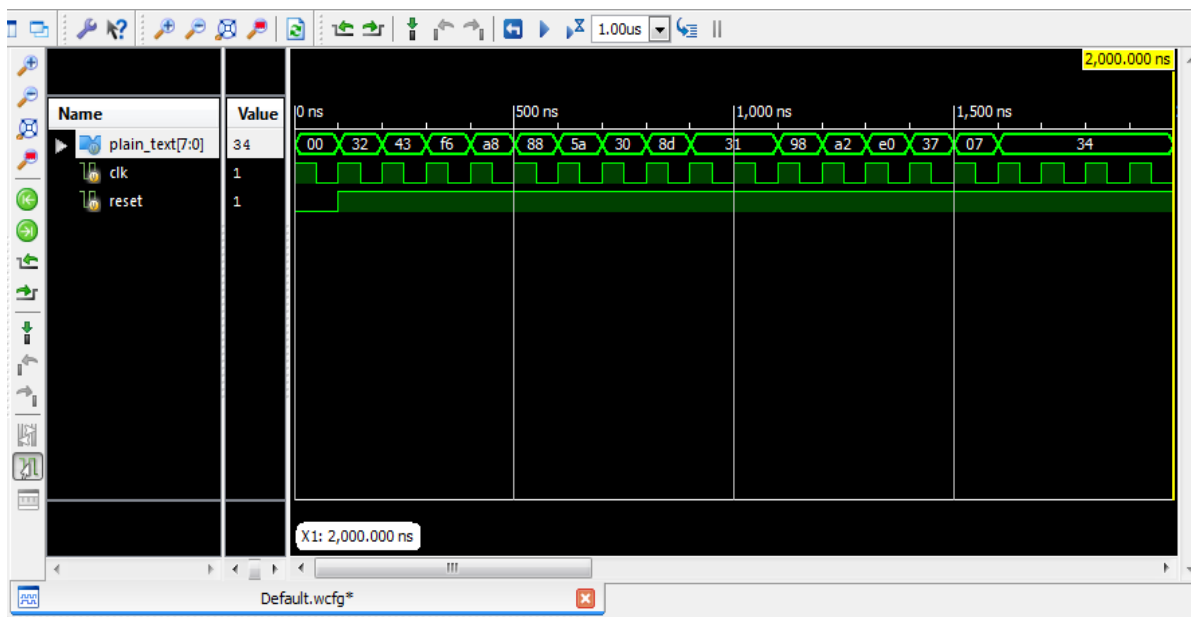 1.00us
2,000.000 ns
Name Value 0 ns 500 ns 1,000 ns 1,500 ns
plain_text[7:0] 34 00 32 43 f6 a8 88 5a 30 8d 31 98 a2 e0 37 07 34
clk 1
reset 1
X1: 2,000.000 ns
Default.wcfg*